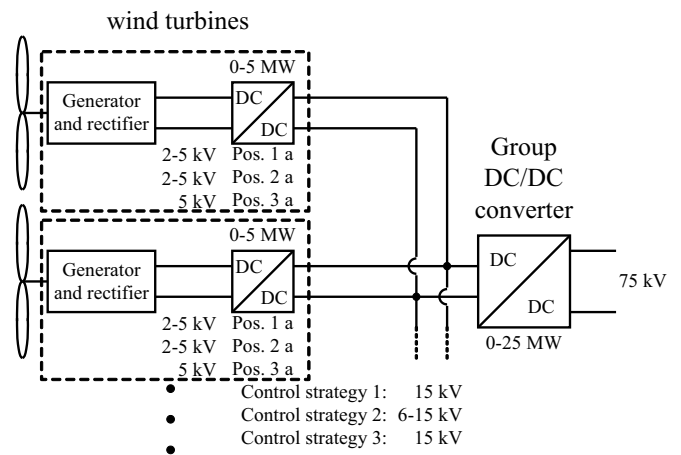 wind turbines
0-5 MW
Generator
and rectifier
DC
DC
2-5 kV Pos. 1 a
2-5 kV Pos. 2 a
5 kV Pos. 3 a
Group
DC/DC
converter
0-5 MW
Generator
and rectifier
DC
DC
DC
DC
75 kV
2-5 kV Pos. 1 a
2-5 kV Pos. 2 a
5 kV Pos. 3 a
0-25 MW
Control strategy 1: 15 kV
Control strategy 2: 6-15 kV
Control strategy 3: 15 kV